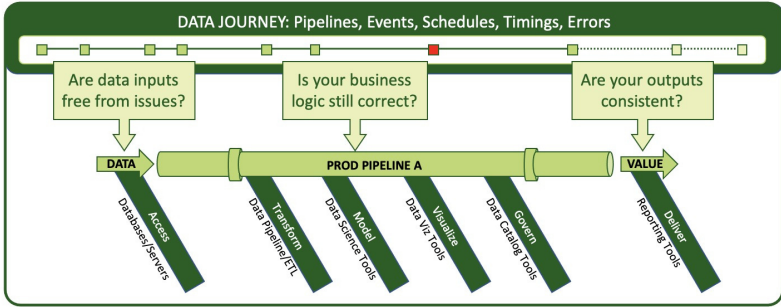 DATA JOURNEY: Pipelines, Events, Schedules, Timings, Errors
Are data inputs
free from issues?
Is your business
logic still correct?
Are your outputs
consistent?
DATA
PROD PIPELINE A
VALUE
Access
Databases/Servers
Transform
Data Pipeline/ETL
Model
Data Science Tools
Visualize
Data Viz Tools
Govern
Data Catalog Tools
Deliver
Reporting Tools